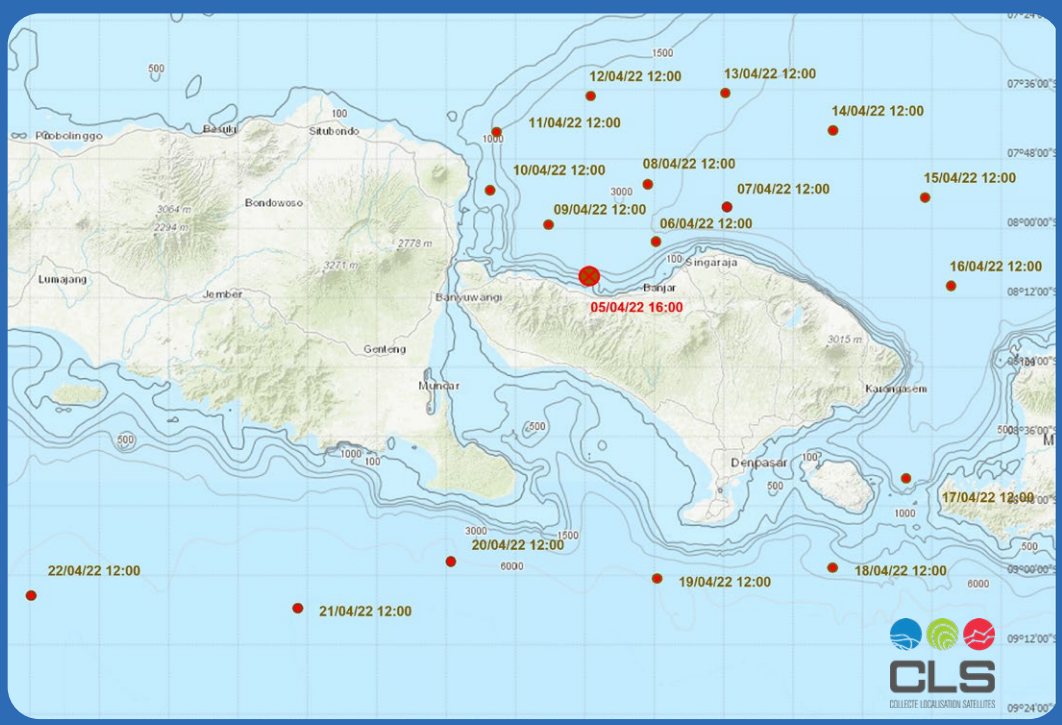 07°24'
1500
500
12/04/22 12:00
13/04/22 12:00
07°36'00"S
100
14/04/22 12:00
11/04/22 12:00
Probolinggo
Basuki
Situbondo
1000
07°48'00"S
08/04/22 12:00
10/04/22 12:00
15/04/22 12:00
07/04/22 12:00
3000
Bondowoso
3064 m
2294 m
09/04/22 12:00
06/04/22 12:00
08°00'00"S
2778 m
3271 m
100
Singaraja
16/04/22 12:00
Lumajang
Jember
Banyuwangi
Banjar
08°12'00"S
05/04/22 16:00
3015 m
Genteng
Muncar
Karangasem
500
500
500
08°36'00"S
M
1000
100
Denpasar
100
500
17/04/22 12:00
1000
3000
1500
20/04/22 12:00
500
6000
22/04/22 12:00
18/04/22 12:00
09°00'00"S
19/04/22 12:00
6000
21/04/22 12:00
09°12'00"S
CLS
COLLECTE LOCALISATION SATELLITES
09°24'00"S